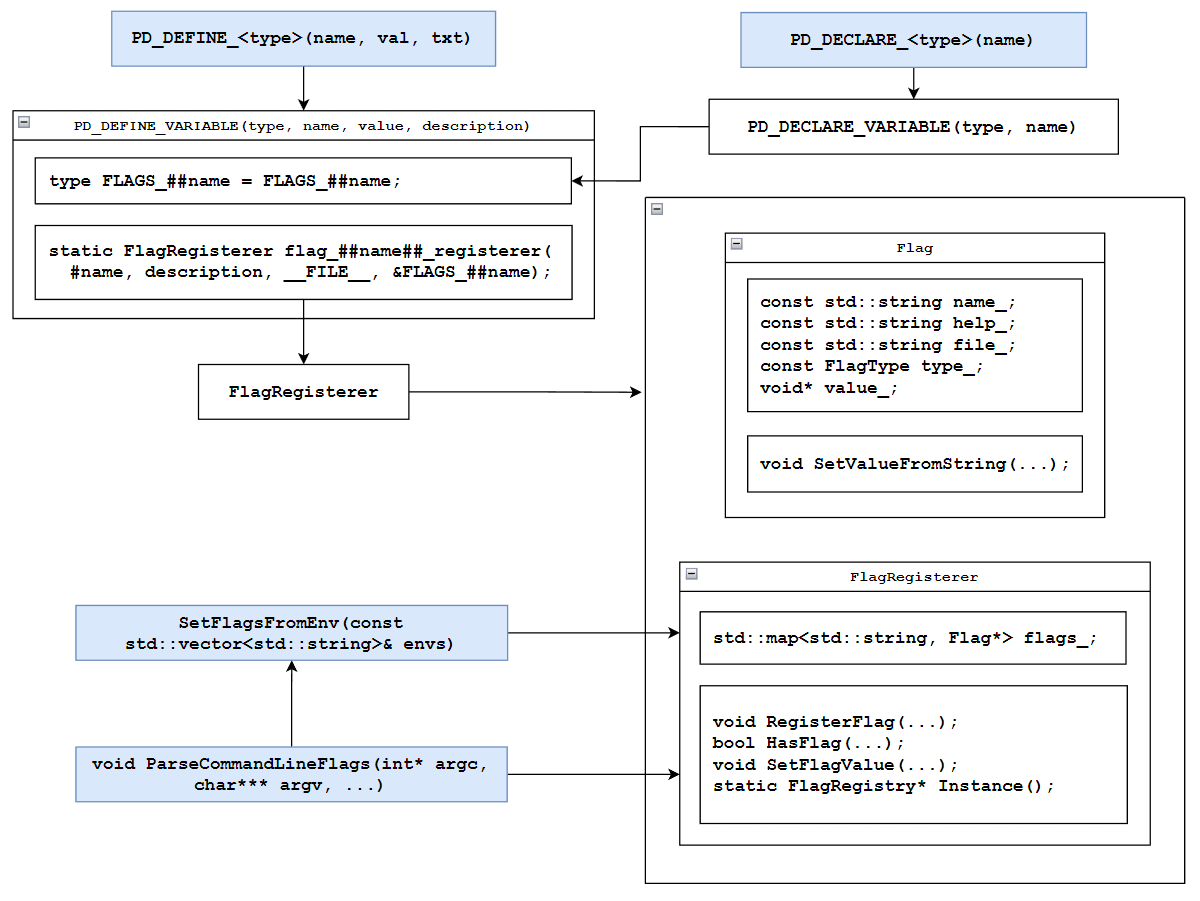 PD_DEFINE_<type>(name, val, txt)
PD_DECLARE_<type>(name)
PD_DEFINE_VARIABLE(type, name, value, description)
PD_DECLARE_VARIABLE(type, name)
type FLAGS_##name = FLAGS_##name;
static FlagRegisterer flag_##name##_registerer(
#name, description, __FILE__, &FLAGS_##name);
FlagRegisterer
Flag
const std::string name_;
const std::string help_;
const std::string file_;
const FlagType type_;
void* value_;
void SetValueFromString(...);
FlagRegisterer
std::map<std::string, Flag*> flags_;
void RegisterFlag(...);
bool HasFlag(...);
void SetFlagValue(...);
static FlagRegistry* Instance();
SetFlagsFromEnv(const
std::vector<std::string>& envs)
void ParseCommandLineFlags(int* argc,
char*** argv, ...)